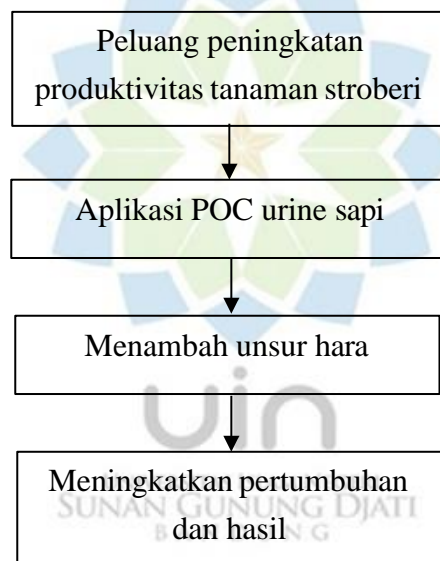 Peluang peningkatan
produktivitas tanaman stroberi
Aplikasi POC urine sapi
Menambah unsur hara
uin
Meningkatkan pertumbuhan
SUNAN GUNUNG DJATI
dan hasil